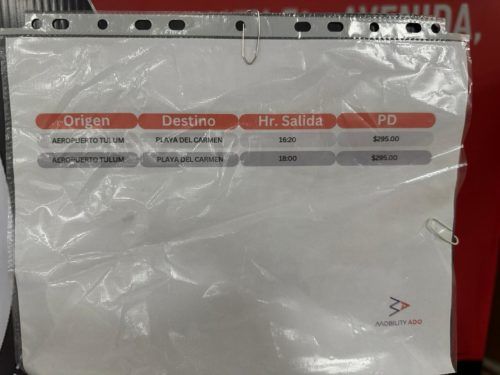 AVENIDA,
Origen Destino Hr. Salida PD
AEROPUERTO TULUM PLAYA DEL CARMEN 16:20 $295.00
AEROPUERTO TULUM PLAYA DEL CARMEN 18:00 $295.00
MOBILITY ADO